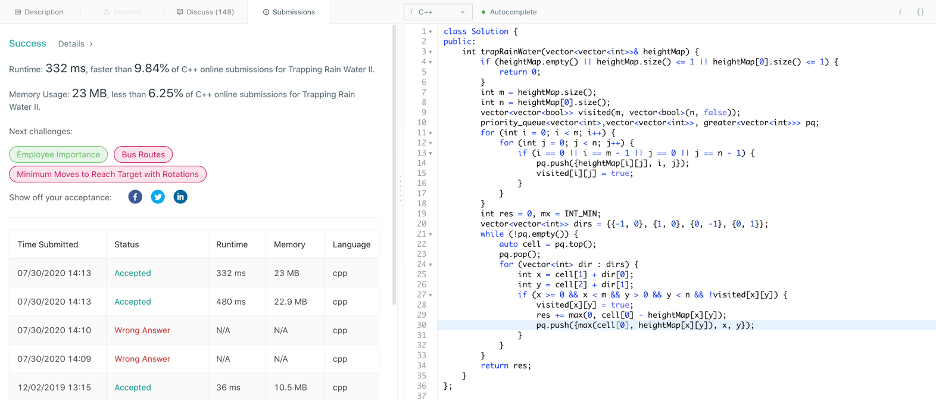 Description
Solution
Discuss (148)
Submissions
Success
Details >
Runtime: 332 ms, faster than 9.84% of C++ online submissions for Trapping Rain Water II.
Memory Usage: 23 MB, less than 6.25% of C++ online submissions for Trapping Rain
Water II.
Next challenges:
Employee Importance
Bus Routes
Minimum Moves to Reach Target with Rotations
Show off your acceptance:
Time Submitted Status Runtime Memory Language
07/30/2020 14:13 Accepted 332 ms 23 MB cpp
07/30/2020 14:13 Accepted 480 ms 22.9 MB cpp
07/30/2020 14:10 Wrong Answer N/A N/A cpp
07/30/2020 14:09 Wrong Answer N/A N/A cpp
12/02/2019 13:15 Accepted 36 ms 10.5 MB cpp
C++
Autocomplete
1 class Solution {
2 public:
3 int trapRainWater(vector<vector<int>>& heightMap) {
4 if (heightMap.empty() || heightMap.size() <= 1 || heightMap[0].size() <= 1) {
5 return 0;
6 }
7 int m = heightMap.size();
8 int n = heightMap[0].size();
9 vector<vector<bool>> visited(m, vector<bool>(n, false));
10 priority_queue<vector<int>,vector<vector<int>>, greater<vector<int>>> pq;
11 for (int i = 0; i < m; i++) {
12 for (int j = 0; j < n; j++) {
13 if (i == 0 || i == m - 1 || j == 0 || j == n - 1) {
14 pq.push({heightMap[i][j], i, j});
15 visited[i][j] = true;
16 }
17 }
18 }
19 int res = 0, mx = INT_MIN;
20 vector<vector<int>> dirs = {{-1, 0}, {1, 0}, {0, -1}, {0, 1}};
21 while (!pq.empty()) {
22 auto cell = pq.top();
23 pq.pop();
24 for (vector<int> dir : dirs) {
25 int x = cell[1] + dir[0];
26 int y = cell[2] + dir[1];
27 if (x >= 0 && x < m && y > 0 && y < n && !visited[x][y]) {
28 visited[x][y] = true;
29 res += max(0, cell[0] - heightMap[x][y]);
30 pq.push({max(cell[0], heightMap[x][y]), x, y});
31 }
32 }
33 }
34 return res;
35 }
36 };
37